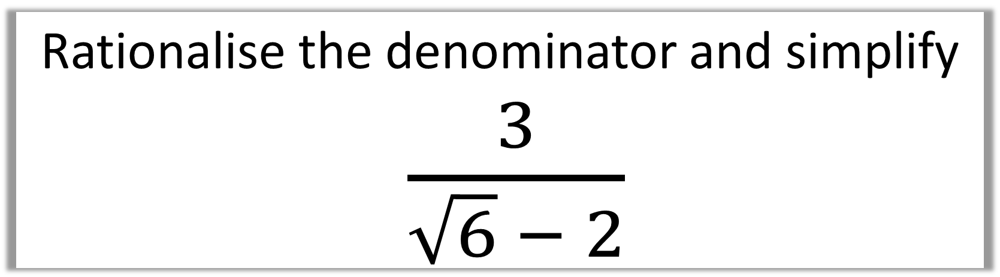 Rationalise the denominator and simplify
3
√6 − 2